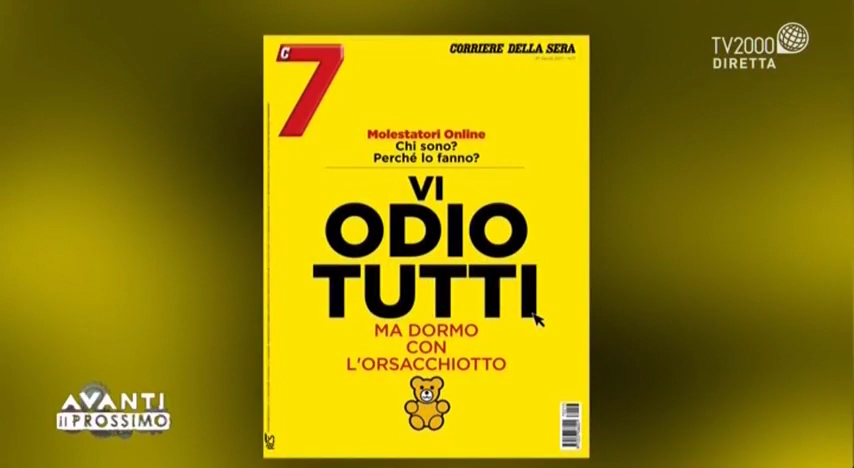 C
7
CORRIERE DELLA SERA
TV2000
DIRETTA
Molestatori Online
Chi sono?
Perché lo fanno?
VI
ODIO
TUTTI
MA DORMO
CON
L'ORSACCHIOTTO
AVANTI
il PROSSIMO